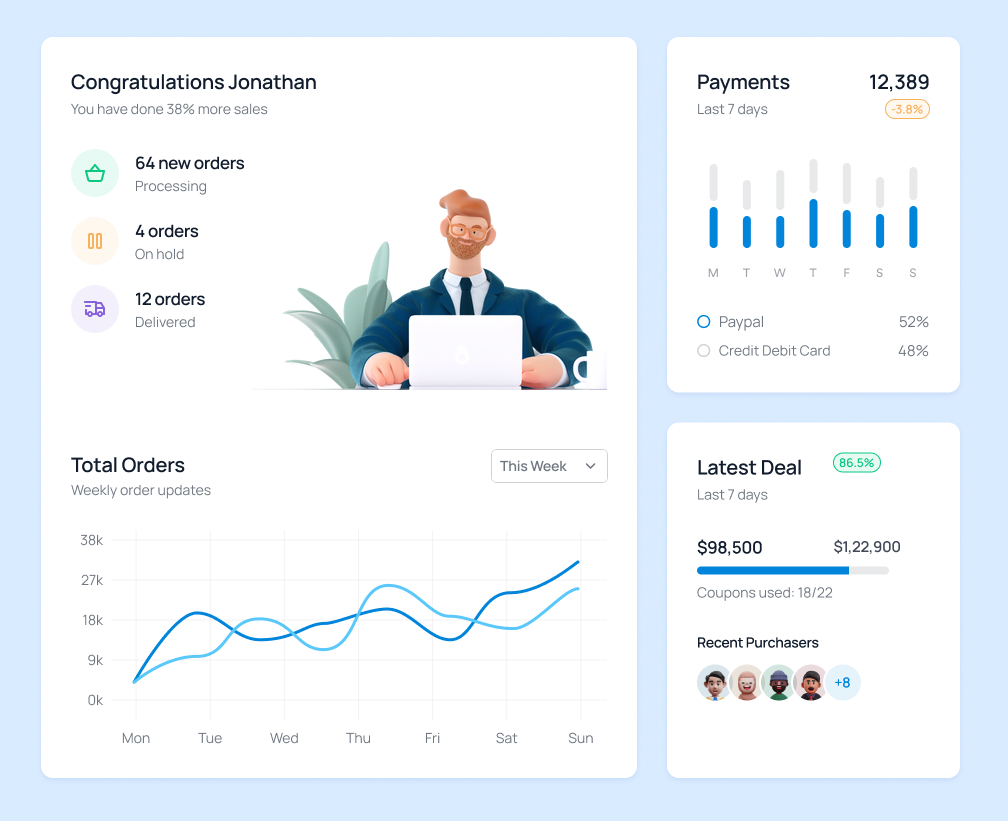 Congratulations Jonathan
You have done 38% more sales
64 new orders
Processing
4 orders
On hold
12 orders
Delivered
Total Orders
This Week
Weekly order updates
38k
27k
18k
9k
0k
Mon Tue Wed Thu Fri Sat Sun
Payments 12,389
Last 7 days -3.8%
M T W T F S S
Paypal 52%
Credit Debit Card 48%
Latest Deal 86.5%
Last 7 days
$98,500 $1,22,900
Coupons used: 18/22
Recent Purchasers
+8